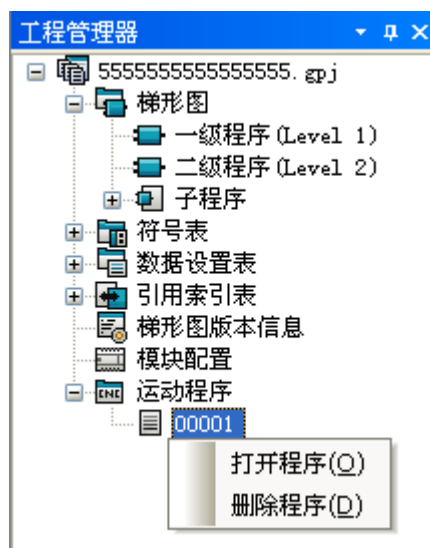 工程管理器
5555555555555555.gpj
梯形图
一级程序(Level 1)
二级程序(Level 2)
子程序
符号表
数据设置表
引用索引表
梯形图版本信息
模块配置
CNC 运动程序
00001
打开程序(O)
删除程序(D)